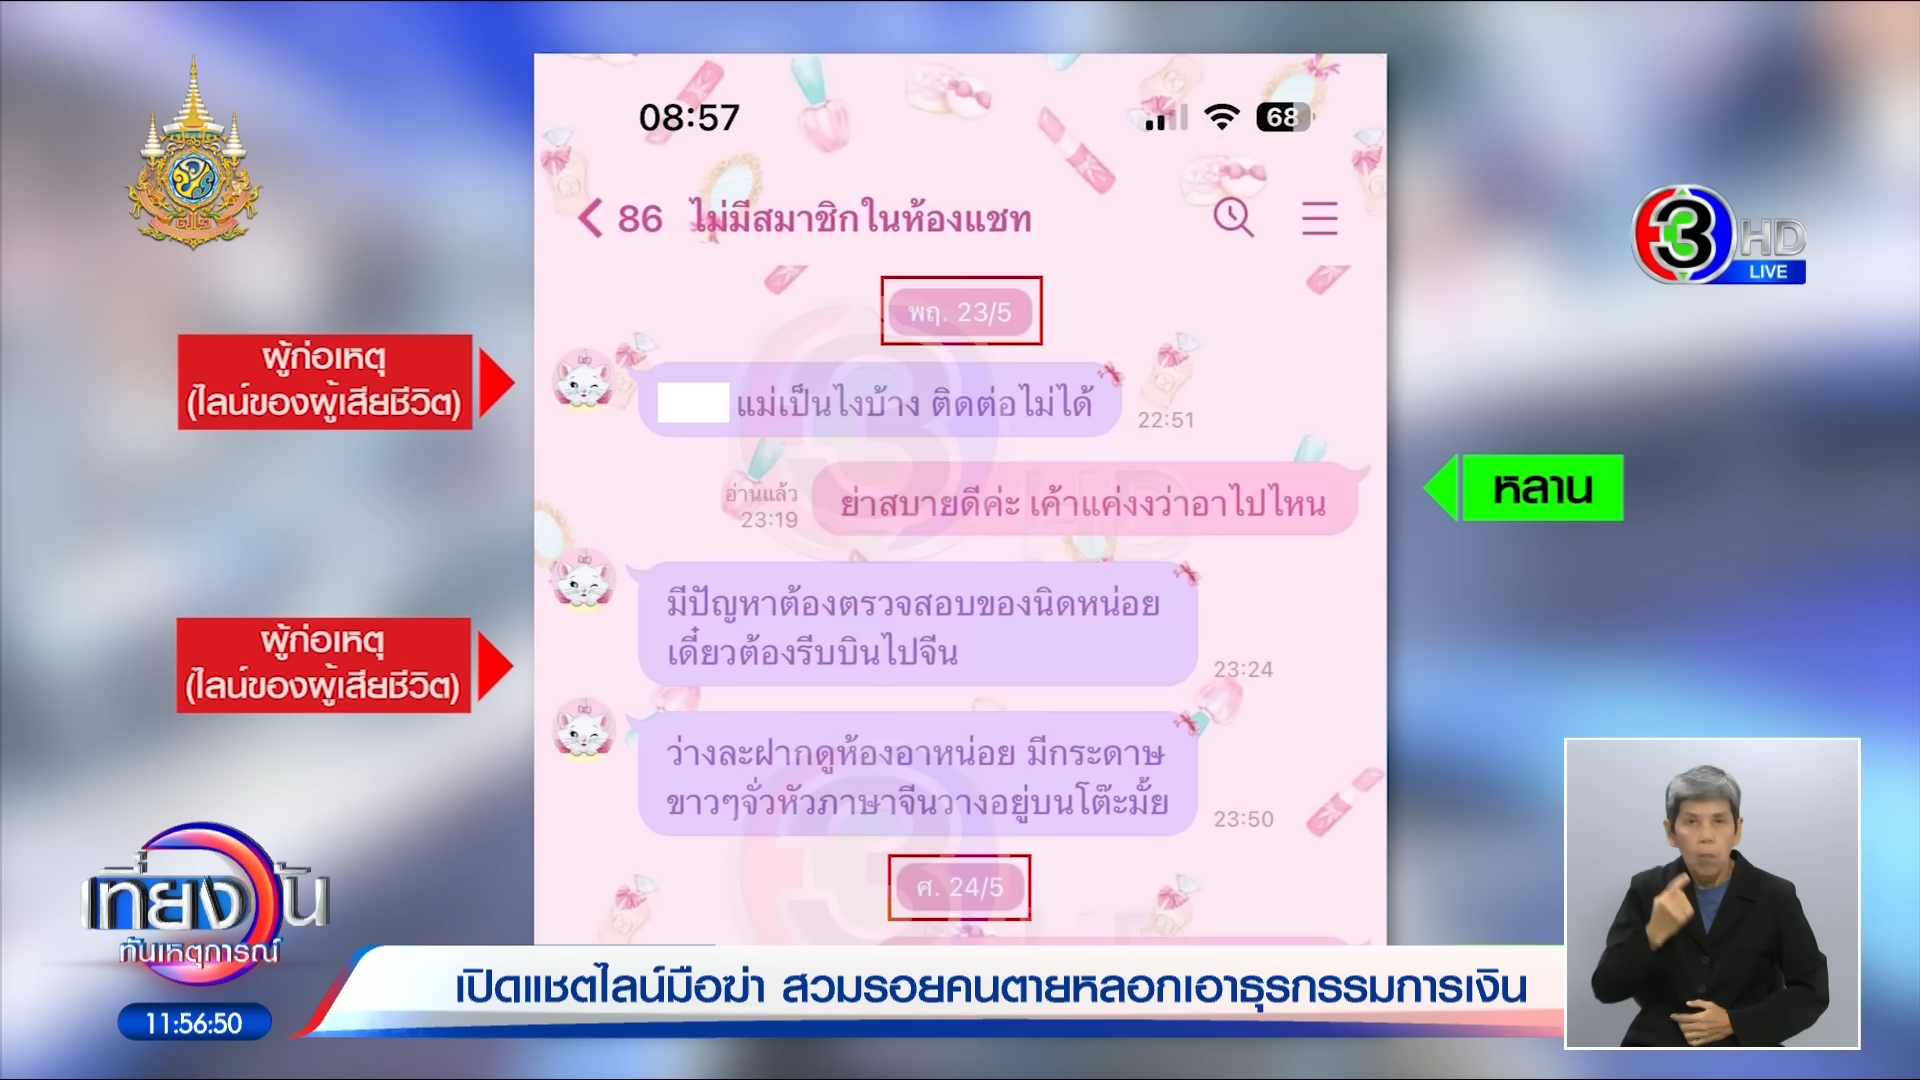 08:57
68
86 ไม่มีสมาชิกในห้องแชท
3 HD
LIVE
พฤ. 23/5
ผู้ก่อเหตุ
(ไลน์ของผู้เสียชีวิต)
แม่เป็นไงบ้าง ติดต่อไม่ได้
22:51
อ่านแล้ว
23:19
ย่าสบายดีค่ะ เค้าแค่งงว่าอาไปไหน
หลาน
มีปัญหาต้องตรวจสอบของนิดหน่อย
เดี๋ยวต้องรีบบินไปจีน
23:24
ผู้ก่อเหตุ
(ไลน์ของผู้เสียชีวิต)
ว่างละฝากดูห้องอาหน่อย มีกระดาษ
ขาวๆจั่วหัวภาษาจีนวางอยู่บนโต๊ะมั้ย
23:50
ศ. 24/5
เที่ยงวัน
ทันเหตุการณ์
เปิดแชตไลน์มือฆ่า สวมรอยคนตายหลอกเอาธุรกรรมการเงิน
11:56:50